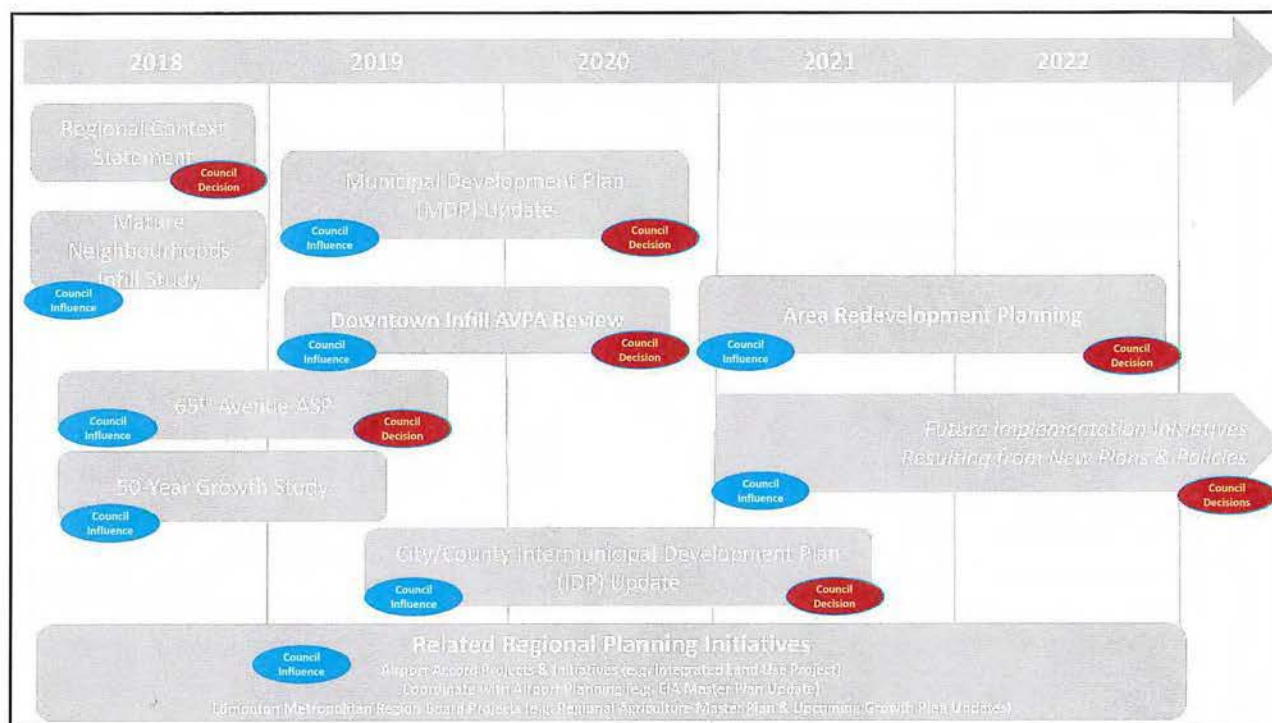 2018 2019 2020 2021 2022
Regional Context
Statement
Council
Decision
Municipal Development Plan
(MDP) Update
Council
Influence
Council
Decision
Mature
Neighbourhoods
Infill Study
Council
Influence
Downtown Infill AVPA Review
Council
Influence
Council
Decision
Area Redevelopment Planning
Council
Influence
Council
Decision
65th Avenue ASP
Council
Influence
Council
Decision
Future Implementation Initiatives
Resulting from New Plans & Policies
Council
Influence
Council
Decisions
50-Year Growth Study
Council
Influence
City/County Intermunicipal Development Plan
(IDP) Update
Council
Influence
Council
Decision
Related Regional Planning Initiatives
Council
Influence
Airport Accord Projects & Initiatives (e.g. Integrated Land Use Project)
Coordinate with Airport Planning (e.g. EIA Master Plan Update)
Edmonton Metropolitan Region Board Projects (e.g. Regional Agriculture Master Plan & Upcoming Growth Plan Updates)